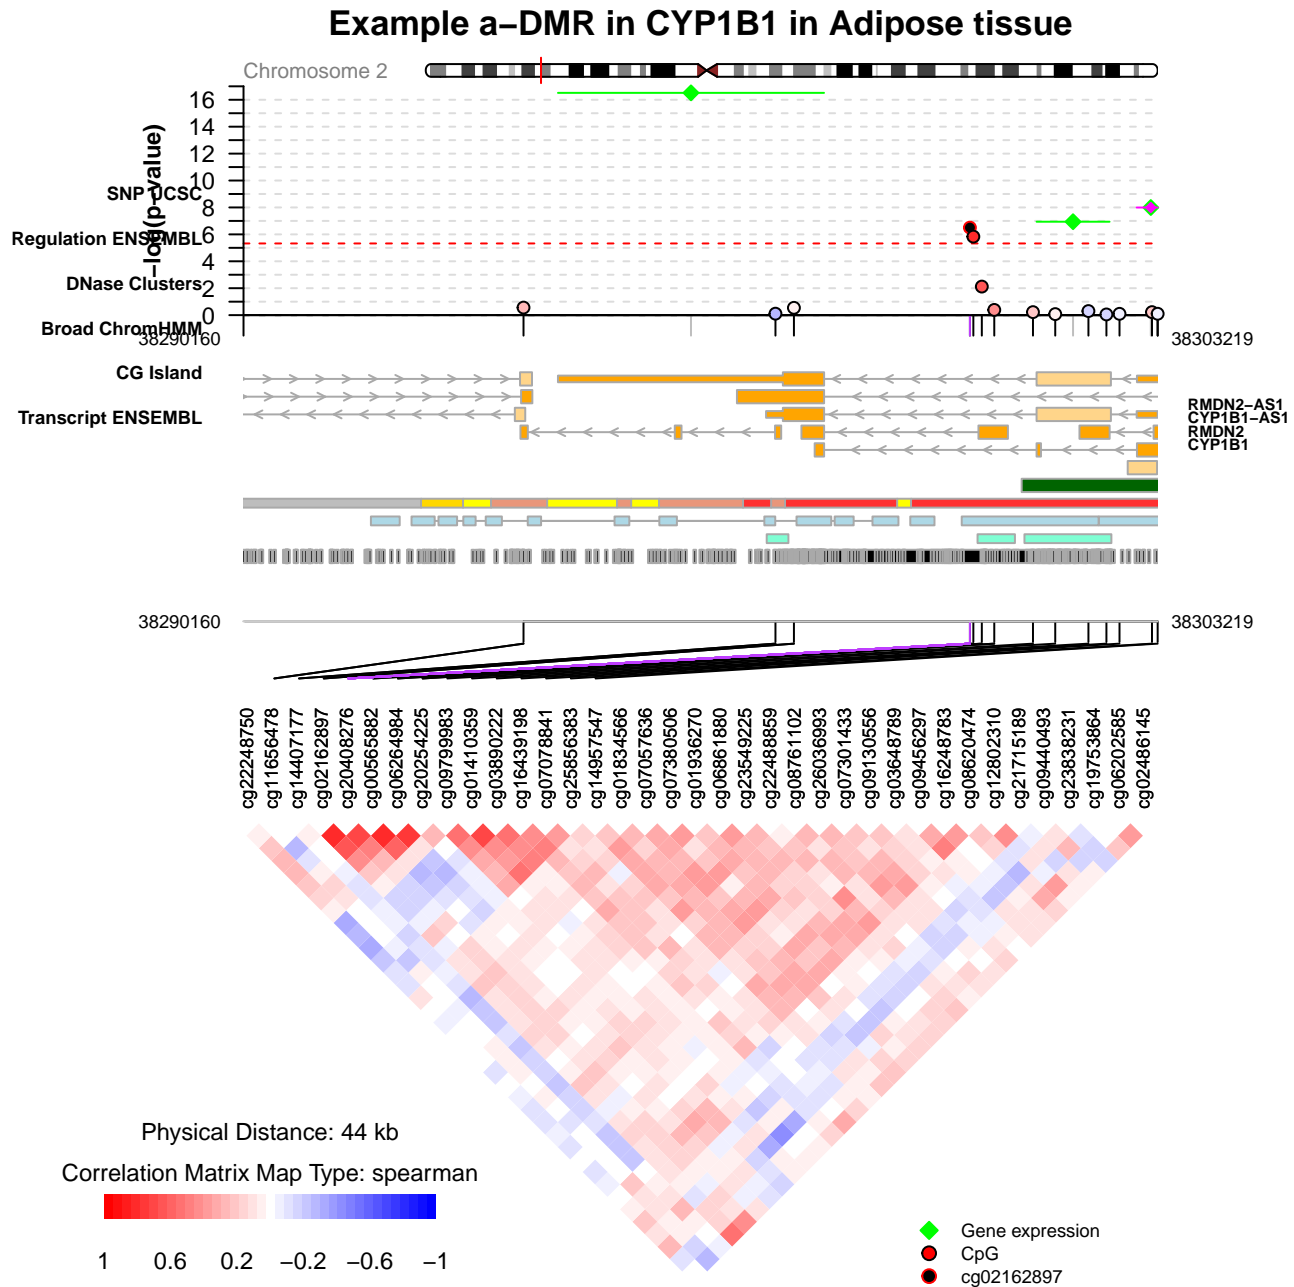 Example a−DMR in CYP1B1 in Adipose tissue
Chromosome 2
−log(p−value)
16
14
12
10
8
6
4
2
0
SNP UCSC
Regulation ENSEMBL
DNase Clusters
Broad ChromHMM
CG Island
Transcript ENSEMBL
38290160
38303219
RMDN2−AS1
CYP1B1−AS1
RMDN2
CYP1B1
38290160
38303219
cg22248750
cg11656478
cg14407177
cg02162897
cg20408276
cg00565882
cg06264984
cg20254225
cg09799983
cg01410359
cg03890222
cg16439198
cg07078841
cg25856383
cg14957547
cg01834566
cg07057636
cg07380506
cg01936270
cg06861880
cg23549225
cg22488859
cg08761102
cg26036993
cg07301433
cg09130556
cg03648789
cg09456297
cg16248783
cg08620474
cg12802310
cg21715189
cg09440493
cg23838231
cg19753864
cg06202585
cg02486145
Physical Distance: 44 kb
Correlation Matrix Map Type: spearman
1 0.6 0.2 −0.2 −0.6 −1
Gene expression
CpG
cg02162897